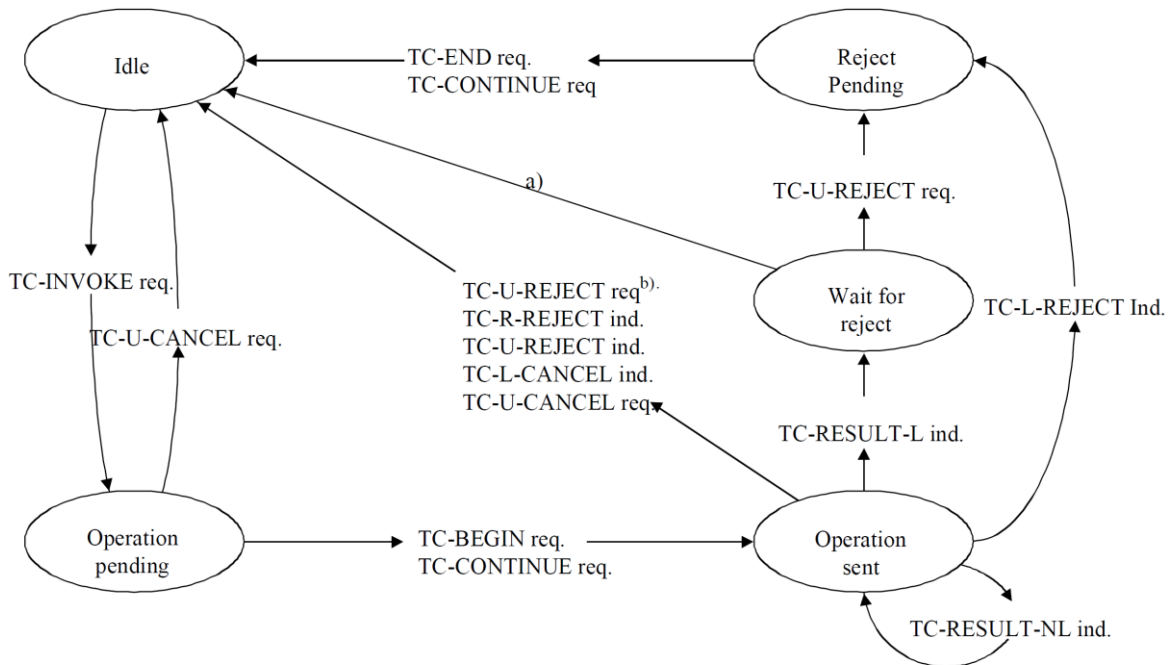 Idle
TC-END req.
TC-CONTINUE req
Reject
Pending
a)
TC-U-REJECT req.
TC-INVOKE req.
TC-U-CANCEL req.
TC-U-REJECT req b).
TC-R-REJECT ind.
TC-U-REJECT ind.
TC-L-CANCEL ind.
TC-U-CANCEL req.
Wait for
reject
TC-L-REJECT Ind.
TC-RESULT-L ind.
Operation
pending
TC-BEGIN req.
TC-CONTINUE req.
Operation
sent
TC-RESULT-NL ind.